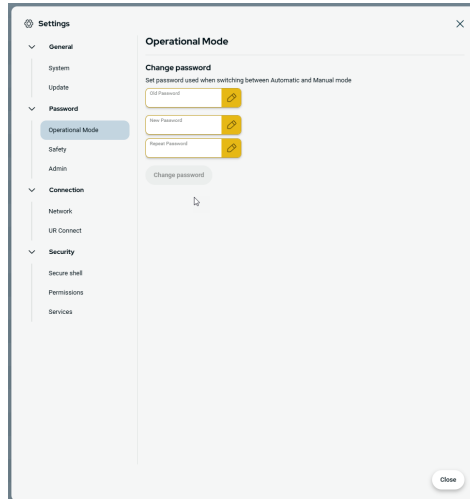 Settings
General
System
Update
Password
Operational Mode
Safety
Admin
Connection
Network
UR Connect
Security
Secure shell
Permissions
Services
Operational Mode
Change password
Set password used when switching between Automatic and Manual mode
Old Password
New Password
Repeat Password
Change password
Close